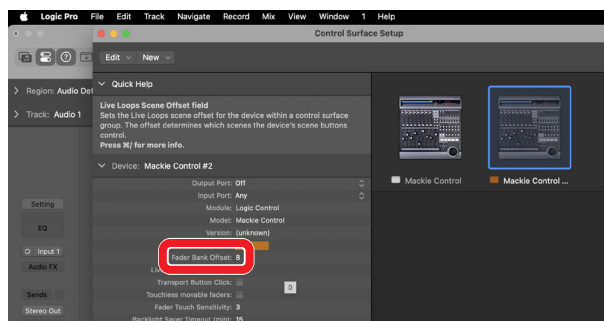 Logic Pro File Edit Track Navigate Record Mix View Window 1 Help
Control Surface Setup
Edit New
Region: Audio Def
Track: Audio 1
Quick Help
Live Loops Scene Offset field
Sets the Live Loops scene offset for the device within a control surface
group. The offset determines which scenes the device's scene buttons
control.
Press ⌘/ for more info.
Device: Mackie Control #2
Output Port: Off
Input Port: Any
Module: Logic Control
Model: Mackie Control
Version: (unknown)
Fader Bank Offset: 8
Transport Button Click:
Touchless movable faders:
0
Fader Touch Sensitivity: 3
Backlight Saver Timeout (min): 15
Setting
EQ
Input 1
Audio FX
Sends
Stereo Out
Mackie Control
Mackie Control ...